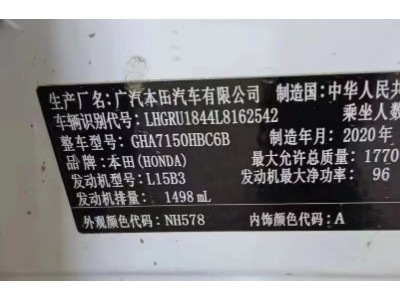 生产厂厂:广汽本田汽车有限公司 制造国:中华人民共
车辆识别代号:LHGRU1844L8162542 乘坐人数
整车型号:GHA7150HBC6B 制造年月:2020年
品牌:本田(HONDA) 最大允许总质量:1770
发动机型号:L15B3 发动机最大净功率:96
发动机排量:1498mL
外观颜色代码:NH578 内饰颜色代码:A